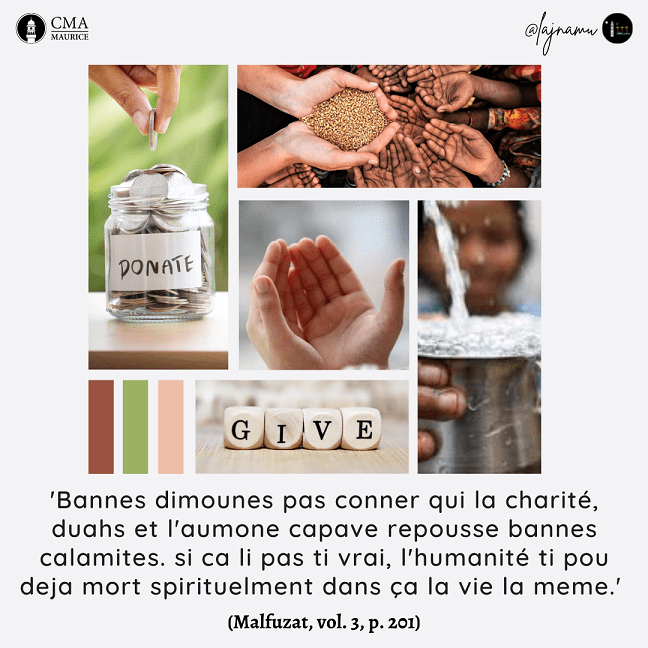 CMA
MAURICE
@lajnamu
DONATE
GIVE
'Bannes dimounes pas conner qui la charité,
duahs et l'aumone capave repousse bannes
calamites. si ca li pas ti vrai, l'humanité ti pou
deja mort spirituelment dans ça la vie la meme.'
(Malfuzat, vol. 3, p. 201)